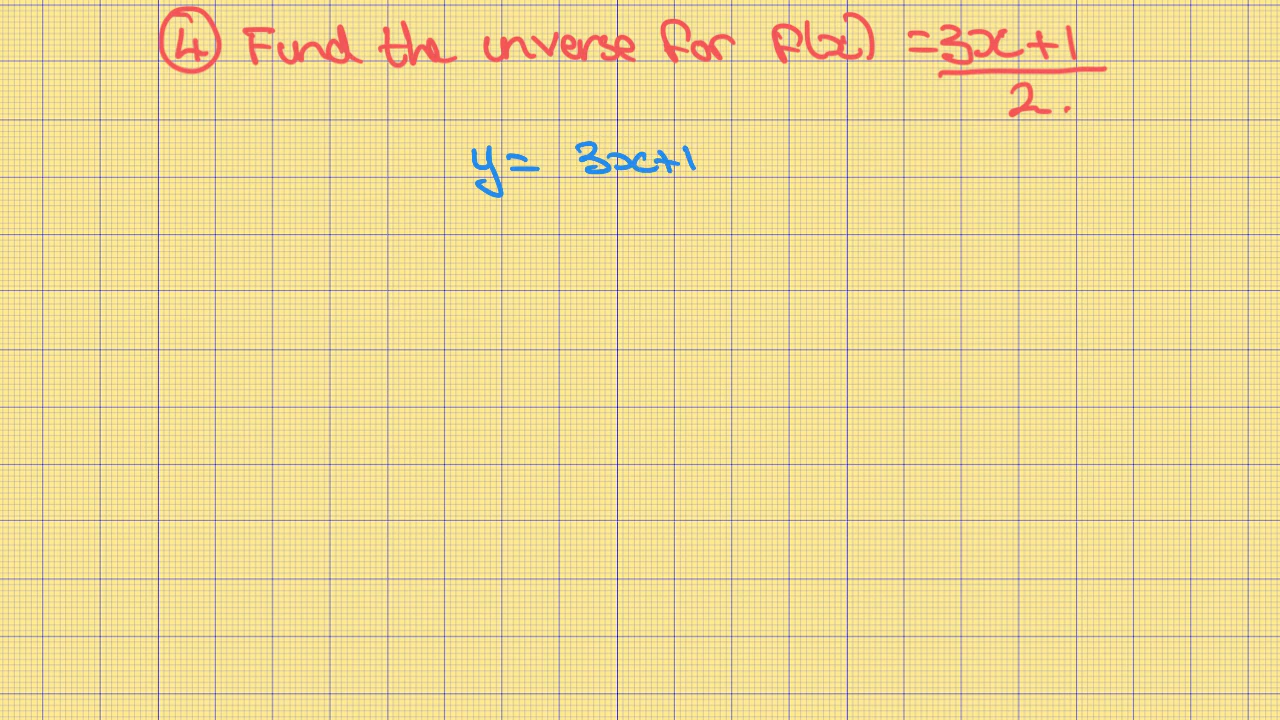 ④ Find the inverse for f(x) = 3x+1
2.
y = 3x+1